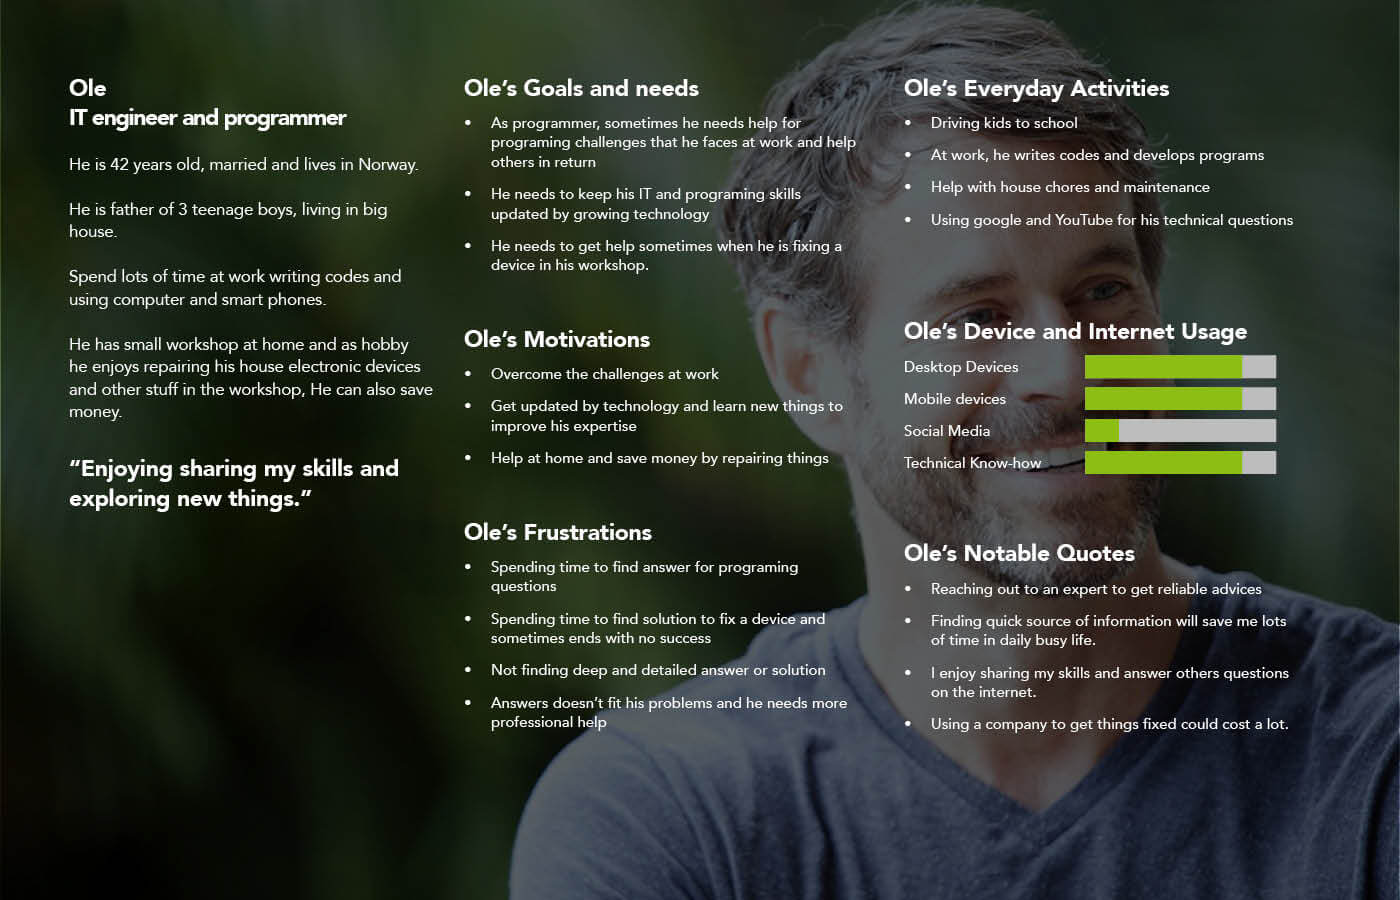 Ole
IT engineer and programmer
He is 42 years old, married and lives in Norway.
He is father of 3 teenage boys, living in big
house.
Spend lots of time at work writing codes and
using computer and smart phones.
He has small workshop at home and as hobby
he enjoys repairing his house electronic devices
and other stuff in the workshop, He can also save
money.
“Enjoying sharing my skills and
exploring new things.”
Ole’s Goals and needs
• As programmer, sometimes he needs help for
programing challenges that he faces at work and help
others in return
• He needs to keep his IT and programing skills
updated by growing technology
• He needs to get help sometimes when he is fixing a
device in his workshop.
Ole’s Motivations
• Overcome the challenges at work
• Get updated by technology and learn new things to
improve his expertise
• Help at home and save money by repairing things
Ole’s Frustrations
• Spending time to find answer for programing
questions
• Spending time to find solution to fix a device and
sometimes ends with no success
• Not finding deep and detailed answer or solution
• Answers doesn’t fit his problems and he needs more
professional help
Ole’s Everyday Activities
• Driving kids to school
• At work, he writes codes and develops programs
• Help with house chores and maintenance
• Using google and YouTube for his technical questions
Ole’s Device and Internet Usage
Desktop Devices
Mobile devices
Social Media
Technical Know-how
Ole’s Notable Quotes
• Reaching out to an expert to get reliable advices
• Finding quick source of information will save me lots
of time in daily busy life.
• I enjoy sharing my skills and answer others questions
on the internet.
• Using a company to get things fixed could cost a lot.